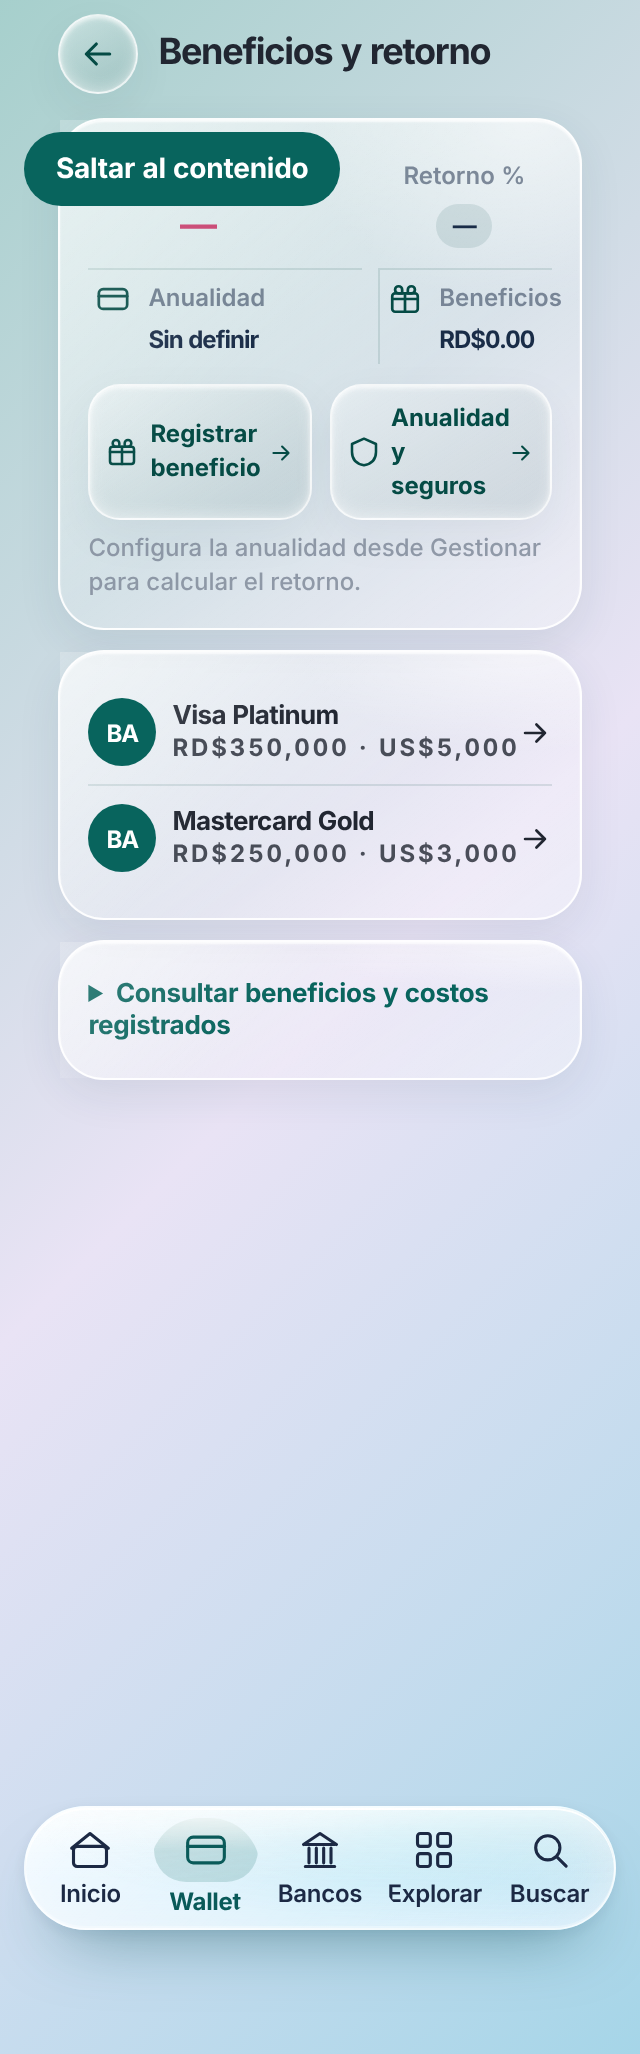 Beneficios y retorno
Saltar al contenido
Retorno %
—
—
Anualidad
Beneficios
Sin definir
RD$0.00
Registrar
beneficio
Anualidad
y
seguros
Configura la anualidad desde Gestionar
para calcular el retorno.
BA
Visa Platinum
RD$350,000 · US$5,000
BA
Mastercard Gold
RD$250,000 · US$3,000
Consultar beneficios y costos
registrados
Inicio
Wallet
Bancos
Explorar
Buscar